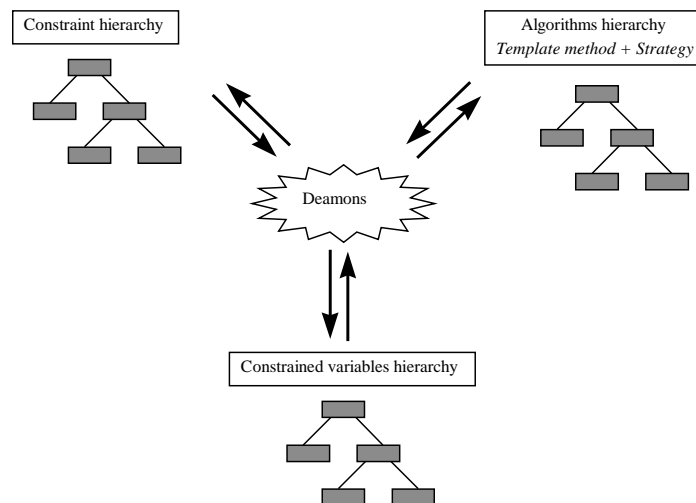 Constraint hierarchy
Algorithms hierarchy
Template method + Strategy
Deamons
Constrained variables hierarchy